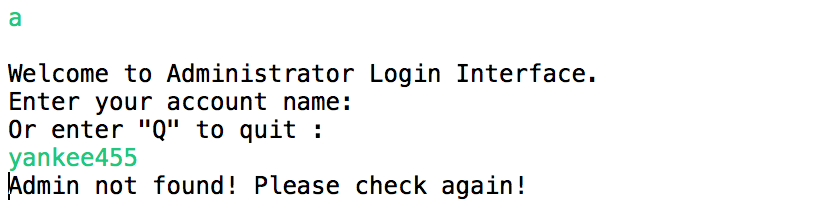 a
Welcome to Administrator Login Interface.
Enter your account name:
Or enter "Q" to quit :
yankee455
Admin not found! Please check again!